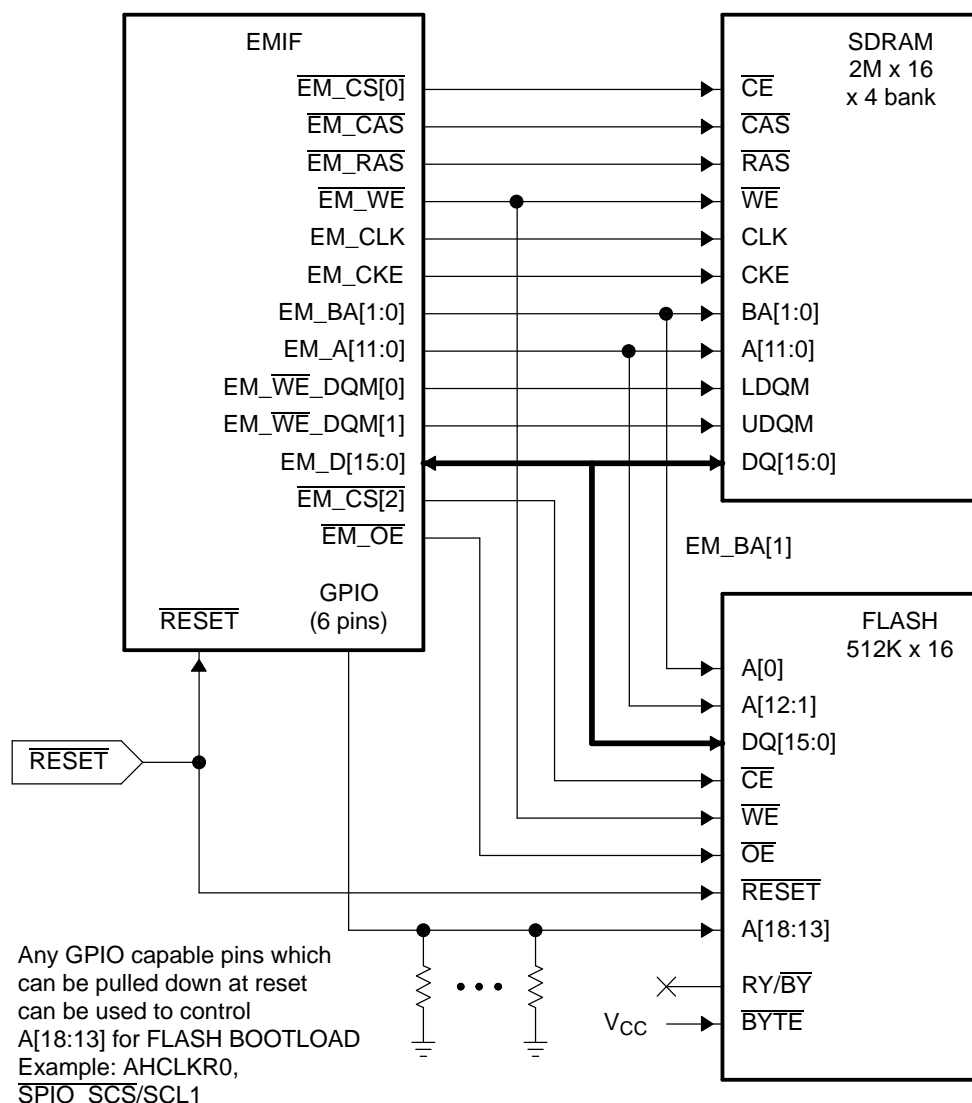 EMIF
EM_CS[0]
EM_CAS
EM_RAS
EM_WE
EM_CLK
EM_CKE
EM_BA[1:0]
EM_A[11:0]
EM_WE_DQM[0]
EM_WE_DQM[1]
EM_D[15:0]
EM_CS[2]
EM_OE
GPIO
(6 pins)
RESET
SDRAM
2M x 16
x 4 bank
CE
CAS
RAS
WE
CLK
CKE
BA[1:0]
A[11:0]
LDQM
UDQM
DQ[15:0]
EM_BA[1]
FLASH
512K x 16
A[0]
A[12:1]
DQ[15:0]
CE
WE
OE
RESET
A[18:13]
RY/BY
BYTE
VCC
RESET
Any GPIO capable pins which
can be pulled down at reset
can be used to control
A[18:13] for FLASH BOOTLOAD
Example: AHCLKR0,
SPIO_SCS/SCL1